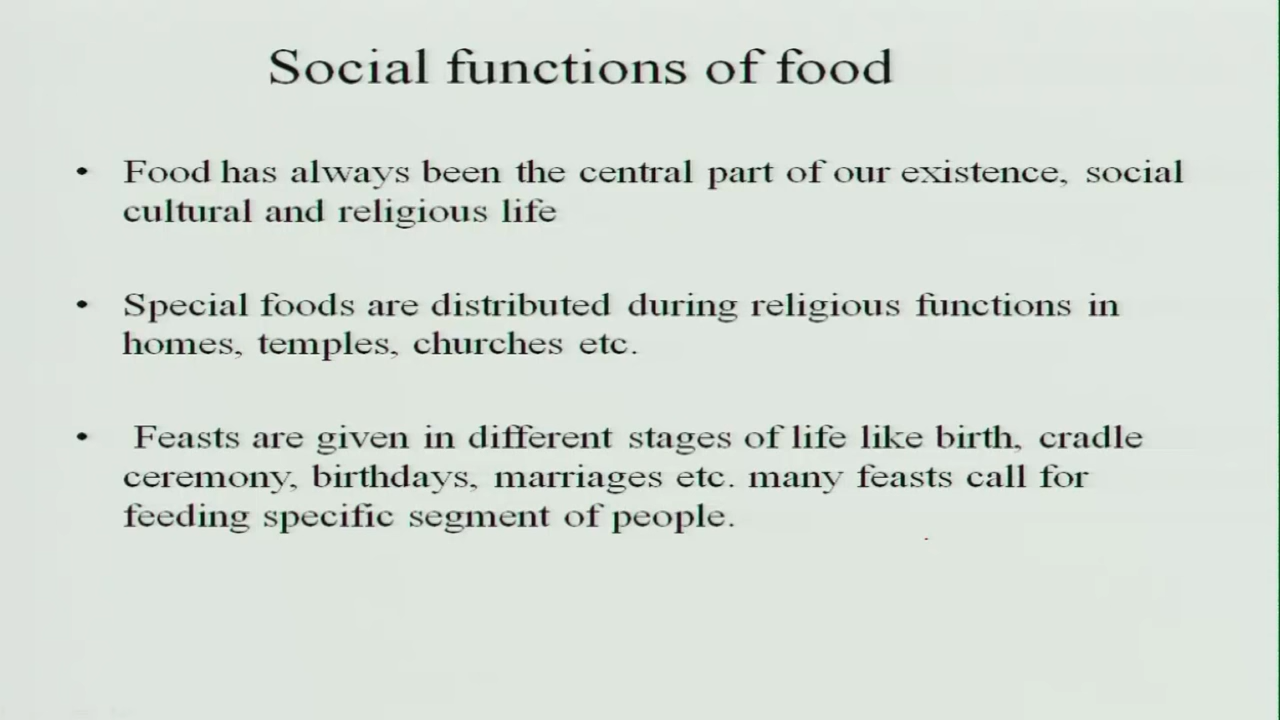 Social functions of food
• Food has always been the central part of our existence, social
cultural and religious life
• Special foods are distributed during religious functions in
homes, temples, churches etc.
• Feasts are given in different stages of life like birth, cradle
ceremony, birthdays, marriages etc. many feasts call for
feeding specific segment of people.